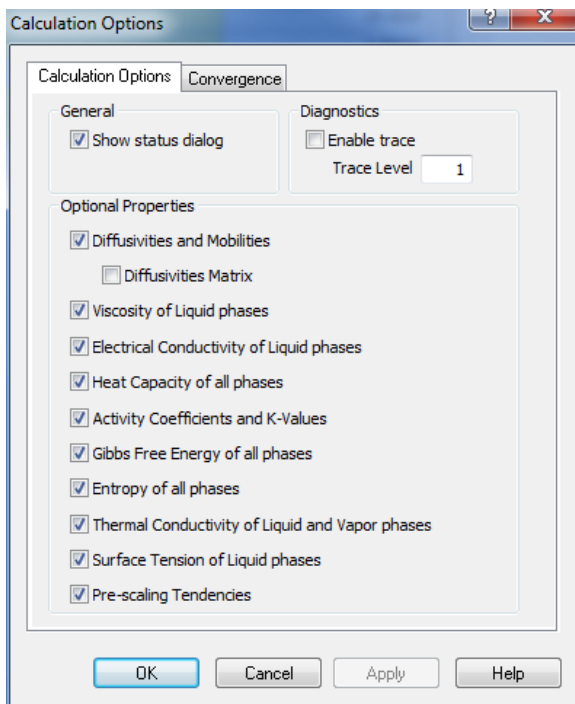 Calculation Options
? X
Calculation Options Convergence
General
Show status dialog
Diagnostics
Enable trace
Trace Level 1
Optional Properties
Diffusivities and Mobilities
Diffusivities Matrix
Viscosity of Liquid phases
Electrical Conductivity of Liquid phases
Heat Capacity of all phases
Activity Coefficients and K-Values
Gibbs Free Energy of all phases
Entropy of all phases
Thermal Conductivity of Liquid and Vapor phases
Surface Tension of Liquid phases
Pre-scaling Tendencies
OK Cancel Apply Help